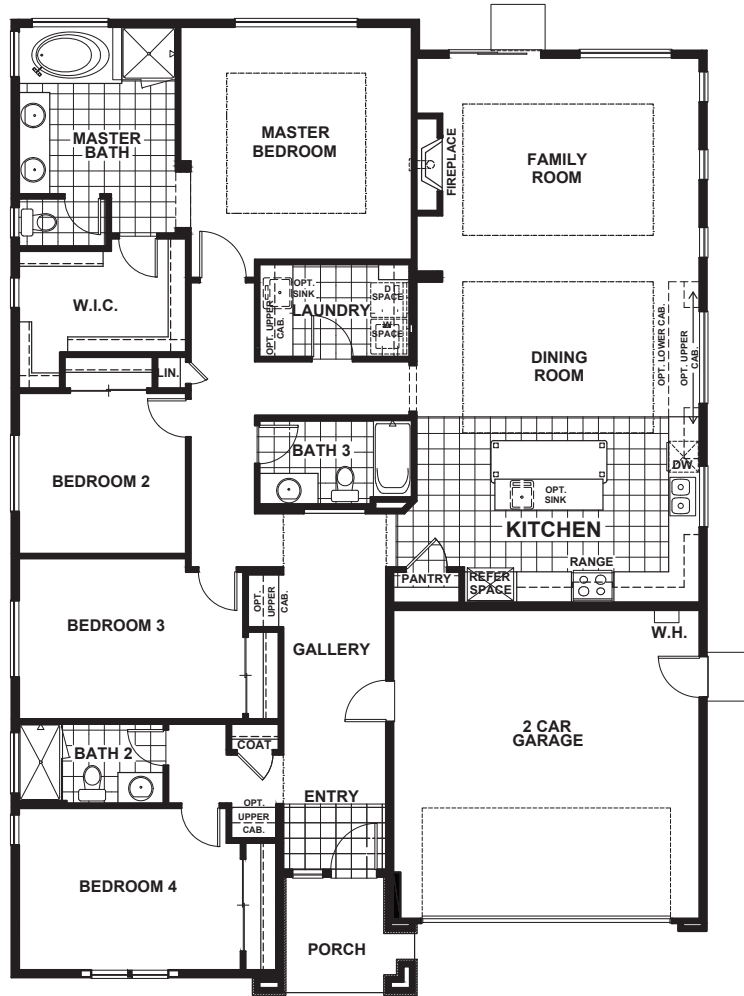 MASTER
BATH
MASTER
BEDROOM
FIREPLACE
FAMILY
ROOM
W.I.C.
OPT.
SINK
D
SPACE
LAUNDRY
W
SPACE
OPT. UPPER
CAB.
LIN.
DINING
ROOM
OPT. LOWER CAB.
OPT. UPPER
CAB.
BEDROOM 2
BATH 3
DW
OPT.
SINK
KITCHEN
RANGE
PANTRY
REFER
SPACE
OPT.
UPPER
CAB.
BEDROOM 3
GALLERY
W.H.
2 CAR
GARAGE
BATH 2
COAT
ENTRY
OPT.
UPPER
CAB.
BEDROOM 4
PORCH